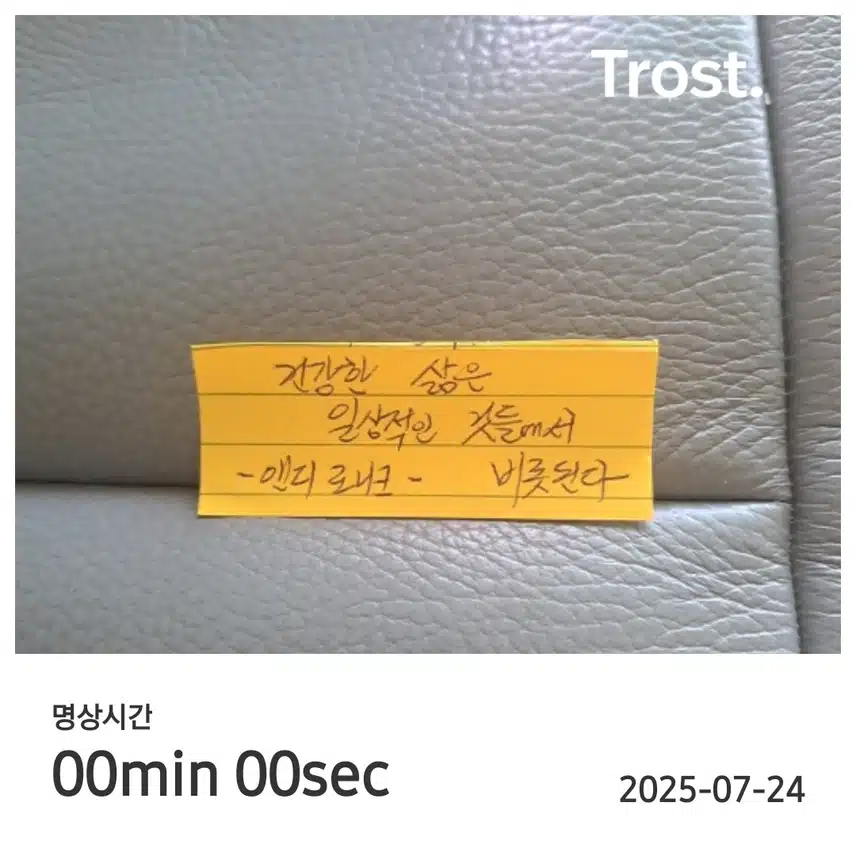 Trost.
건강한 삶은
일상적인 것들에서
-앤디 루니크- 비롯된다
명상시간
00min 00sec
2025-07-24